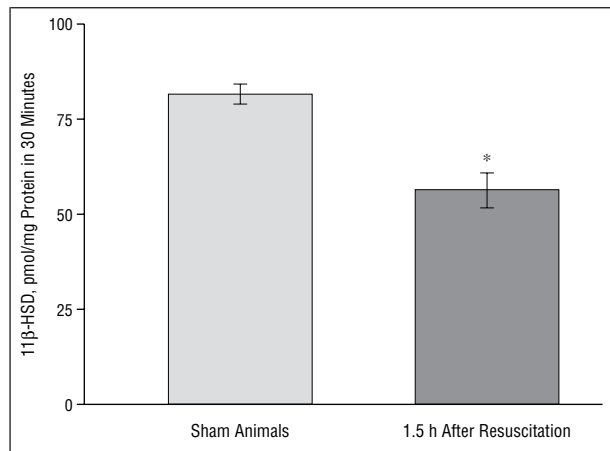 100
75
50
25
0
11β-HSD, pmol/mg Protein in 30 Minutes
*
Sham Animals
1.5 h After Resuscitation